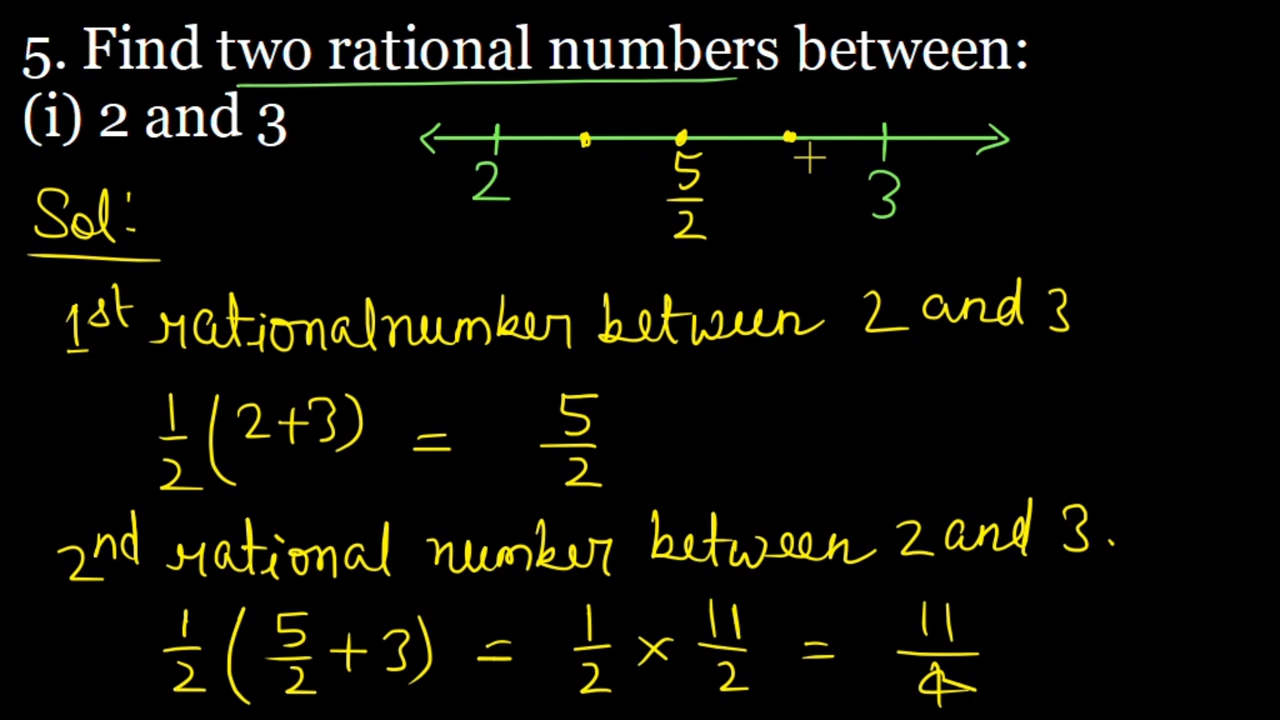 5. Find two rational numbers between:
(i) 2 and 3
2 5/2 3
Sol:
1st rational number between 2 and 3
1/2 (2+3) = 5/2
2nd rational number between 2 and 3.
1/2 (5/2 + 3) = 1/2 × 11/2 = 11/4